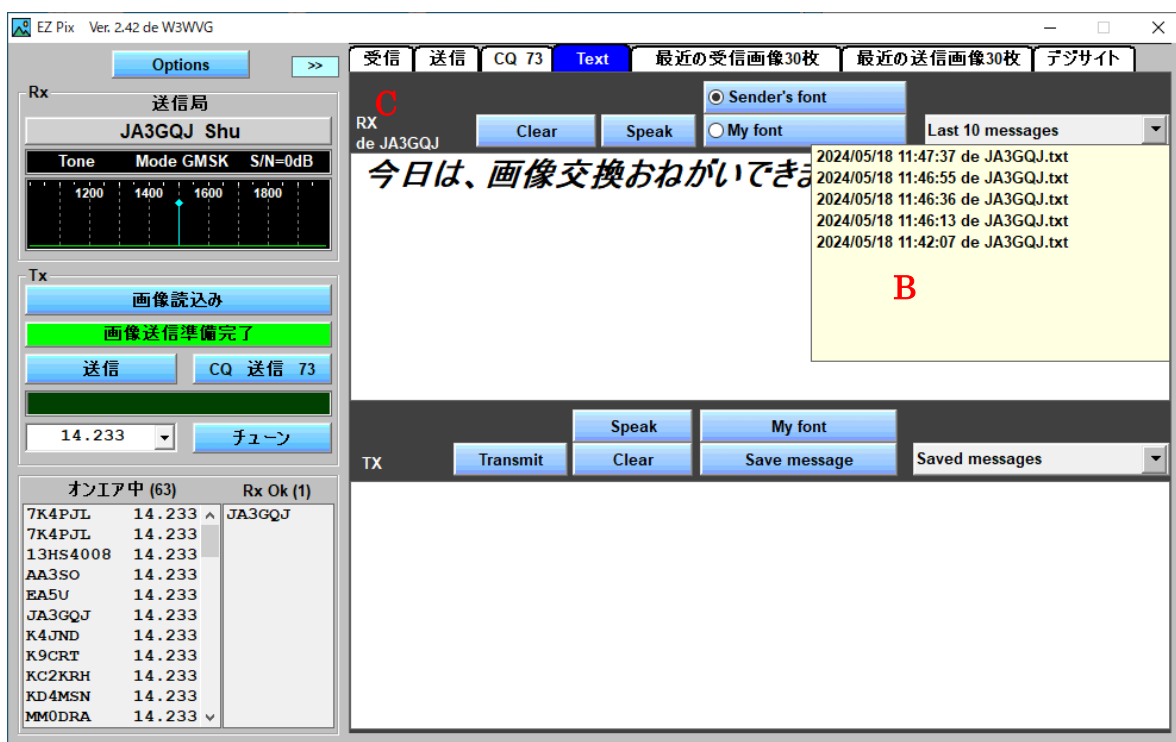 EZ Pix Ver. 2.42 de W3WVG
Options
>>
Rx
送信局
JA3GQJ Shu
Tone Mode GMSK S/N=0dB
1200 1400 1600 1800
Tx
画像読込み
画像送信準備完了
送信
CQ 送信 73
14.233
チューン
オンエア中 (63) Rx Ok (1)
7K4PJL 14.233 JA3GQJ
7K4PJL 14.233
13HS4008 14.233
AA3SO 14.233
EA5U 14.233
JA3GQJ 14.233
K4JND 14.233
K9CRT 14.233
KC2KRH 14.233
KD4MSN 14.233
MM0DRA 14.233
受信 送信 CQ 73 Text 最近の受信画像30枚 最近の送信画像30枚 デジサイト
C
RX
de JA3GQJ
Clear
Speak
Sender's font
My font
Last 10 messages
今日は、画像交換おねがいできま
2024/05/18 11:47:37 de JA3GQJ.txt
2024/05/18 11:46:55 de JA3GQJ.txt
2024/05/18 11:46:36 de JA3GQJ.txt
2024/05/18 11:46:13 de JA3GQJ.txt
2024/05/18 11:42:07 de JA3GQJ.txt
B
Speak
My font
TX
Transmit
Clear
Save message
Saved messages